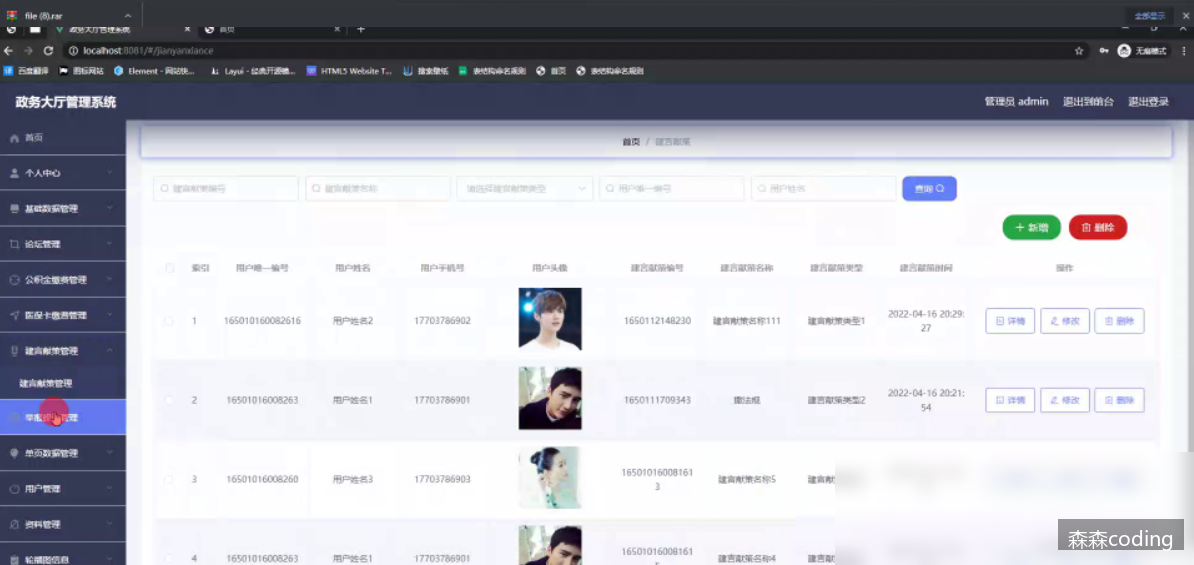 file (8).rar
全部显示
政务大厅管理系统
首页
localhost:8081/#/jianyanxiance
无痕模式
百度翻译
图标网站
Element - 网站快...
Layui - 经典开源模...
HTML5 Website T...
搜索壁纸
表结构命名规则
首页
表结构命名规则
政务大厅管理系统
管理员 admin
退出到前台
退出登录
首页
个人中心
基础数据管理
论坛管理
公积金缴费管理
医保卡缴费管理
建言献策管理
建言献策管理
单页数据管理
用户管理
资料管理
轮播图信息
首页 / 建言献策
建言献策编号
建言献策名称
请选择建言献策类型
用户唯一编号
用户姓名
查询
+ 新增
删除
索引 用户唯一编号 用户姓名 用户手机号 用户头像 建言献策编号 建言献策名称 建言献策类型 建言献策时间 操作
1 165010160082616 用户姓名2 17703786902 1650112148230 建言献策名称111 建言献策类型1 2022-04-16 20:29:
27
详情 修改 删除
2 16501016008263 用户姓名1 17703786901 1650111709343 提法规 建言献策类型2 2022-04-16 20:21:
54
详情 修改 删除
3 16501016008260 用户姓名3 17703786903 16501016008161
3
建言献策名称5 建言献
4 16501016008263 用户姓名1 17703786901 16501016008161
建言献策名称4 建言献
森森coding